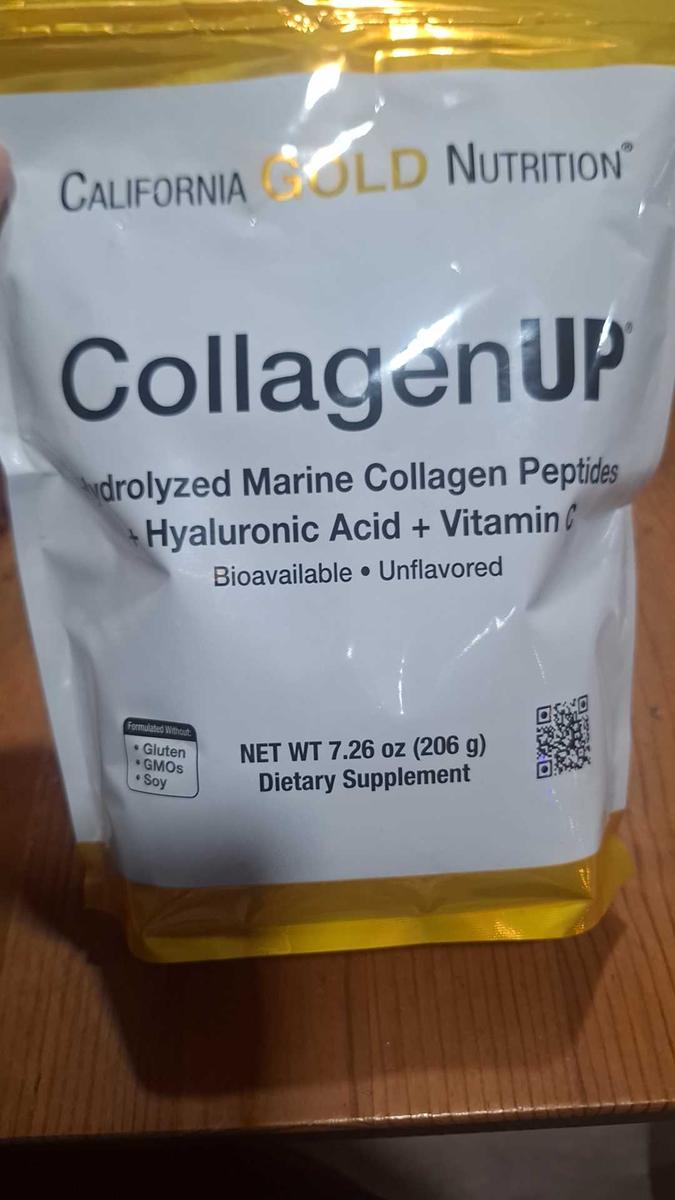 CALIFORNIA GOLD NUTRITION®
CollagenUP®
ydrolyzed Marine Collagen Peptides
+ Hyaluronic Acid + Vitamin C
Bioavailable • Unflavored
Formulated Without:
• Gluten
• GMOs
• Soy
NET WT 7.26 oz (206 g)
Dietary Supplement